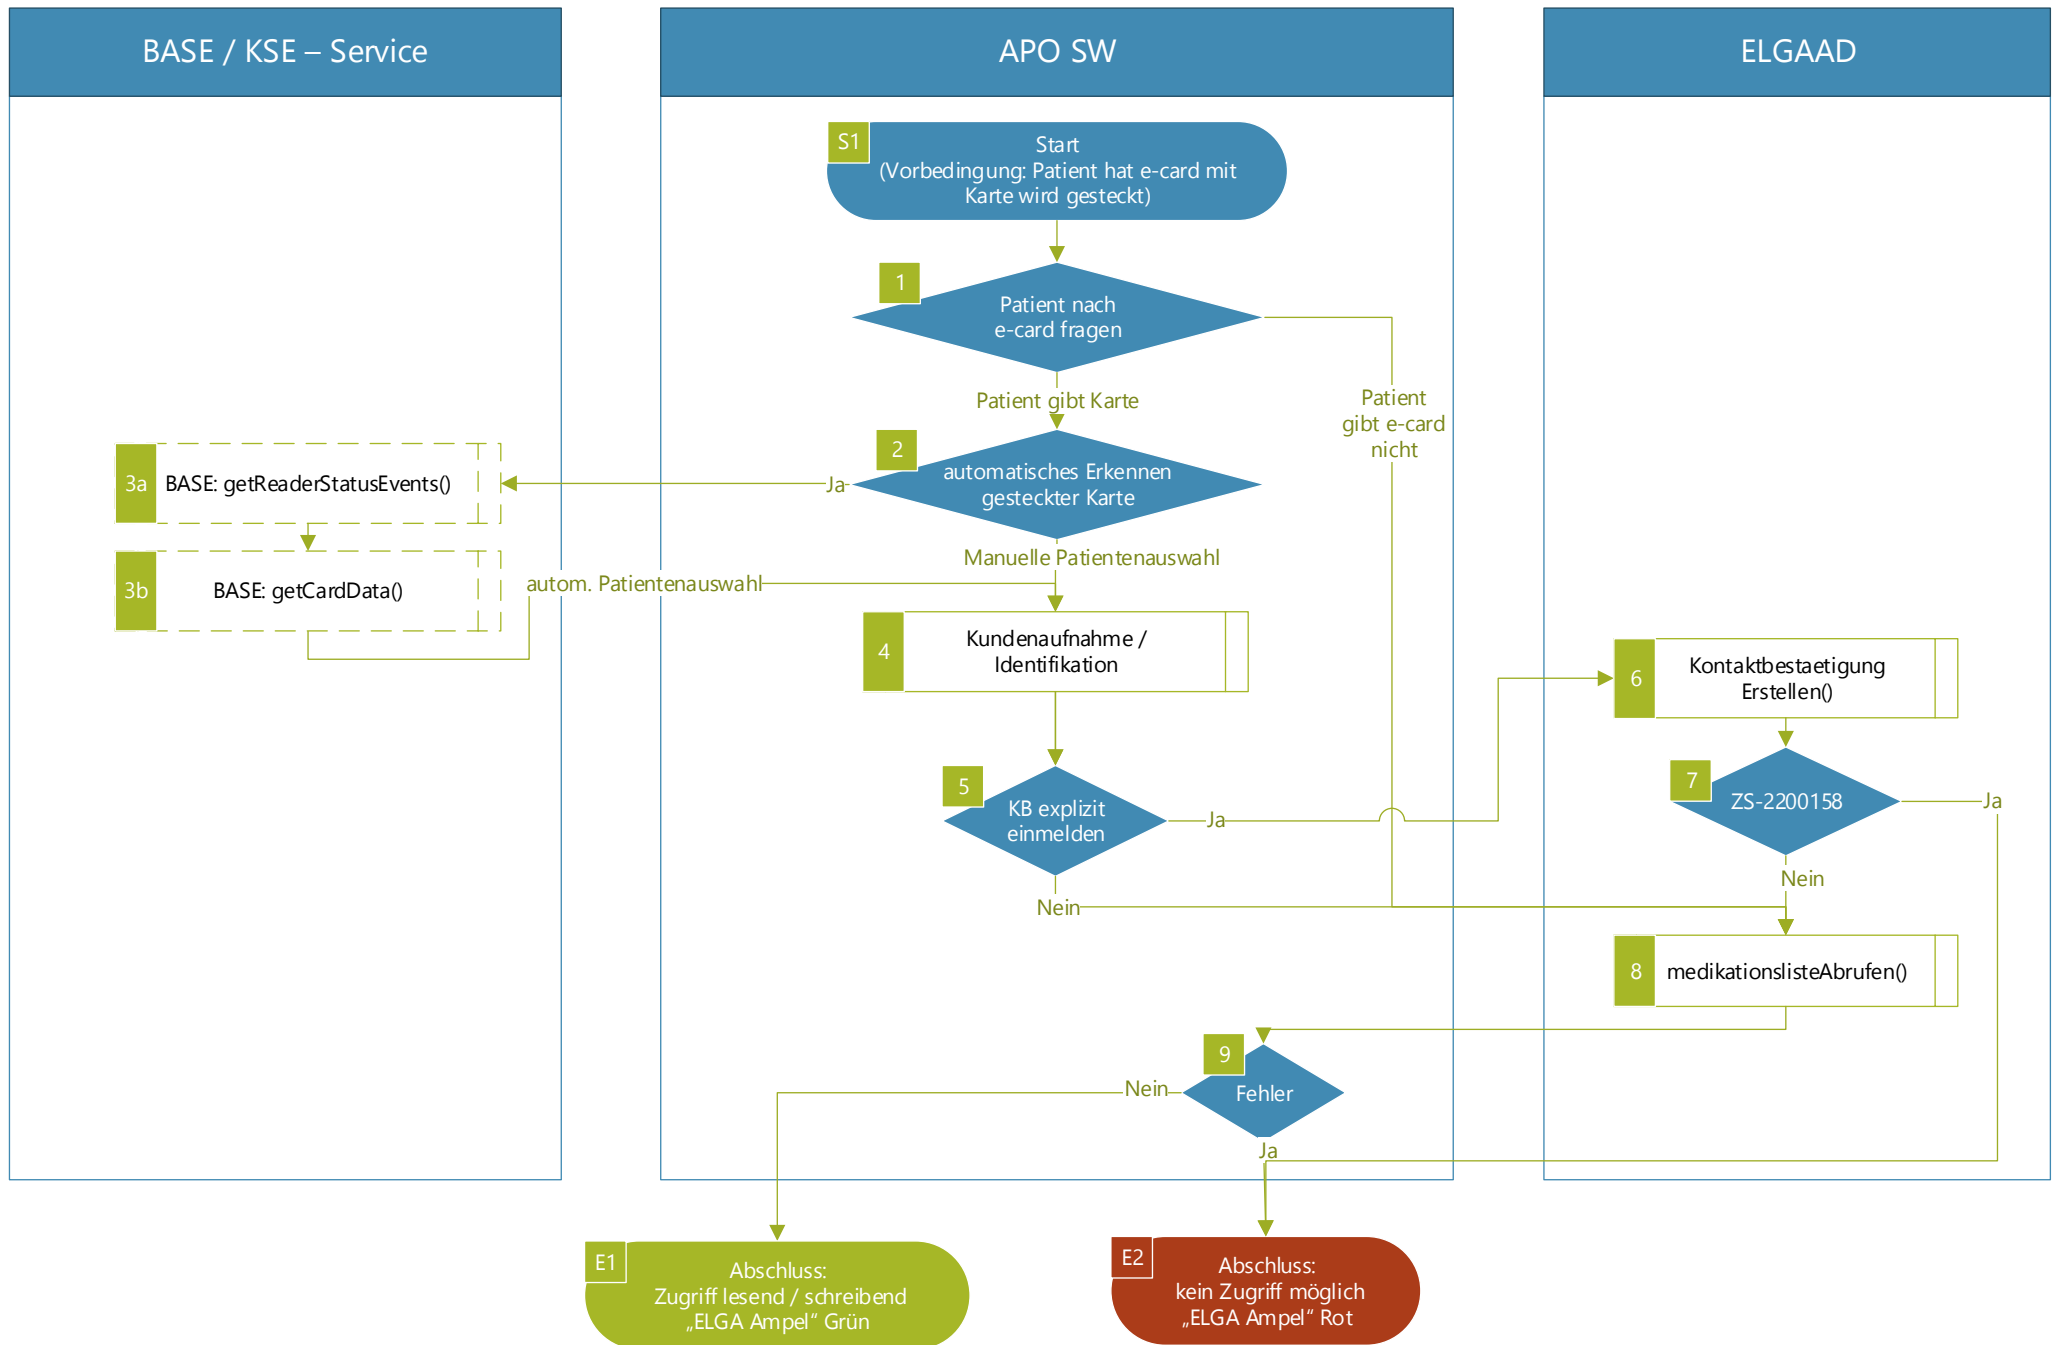 BASE / KSE – Service
APO SW
ELGAAD
S1
Start
(Vorbedingung: Patient hat e-card mit
Karte wird gesteckt)
1
Patient nach
e-card fragen
Patient gibt Karte
Patient
gibt e-card
nicht
2
automatisches Erkennen
gesteckter Karte
Ja
3a
BASE: getReaderStatusEvents()
3b
BASE: getCardData()
autom. Patientenauswahl
Manuelle Patientenauswahl
4
Kundenaufnahme /
Identifikation
5
KB explizit
einmelden
Ja
Nein
6
Kontaktbestaetigung
Erstellen()
7
ZS-2200158
Ja
Nein
8
medikationslisteAbrufen()
9
Fehler
Nein
Ja
E1
Abschluss:
Zugriff lesend / schreibend
„ELGA Ampel“ Grün
E2
Abschluss:
kein Zugriff möglich
„ELGA Ampel“ Rot